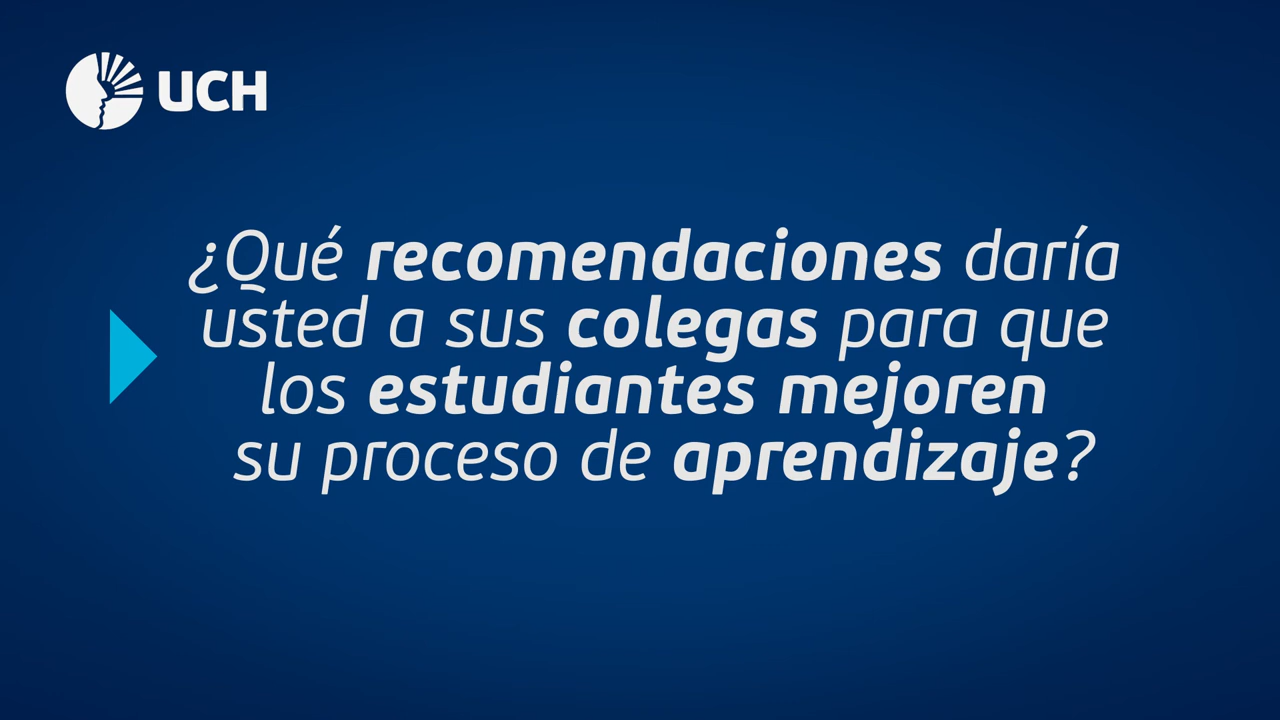 UCH
¿Qué recomendaciones daría
usted a sus colegas para que
los estudiantes mejoren
su proceso de aprendizaje?